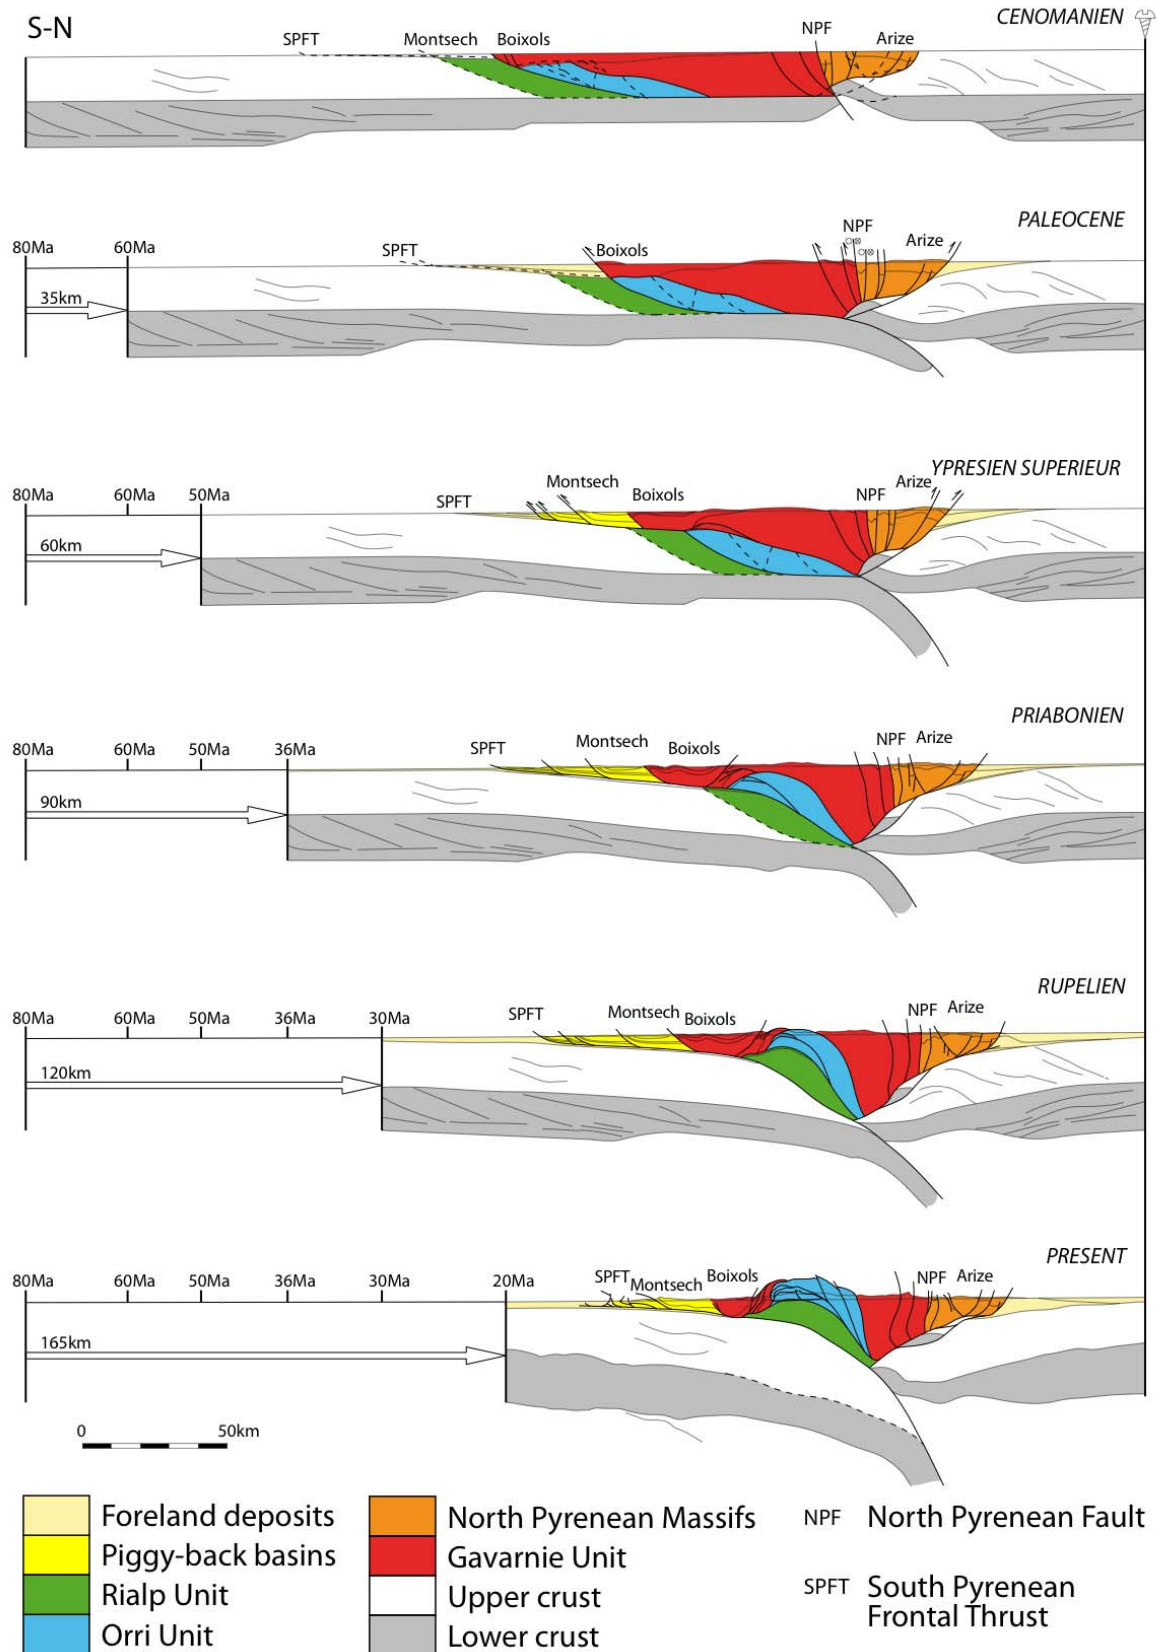 S-N
CENOMANIEN
SPFT Montsech Boixols NPF Arize
PALEOCENE
80Ma 60Ma SPFT Boixols NPF Arize
35km
YPRESIEN SUPERIEUR
80Ma 60Ma 50Ma SPFT Montsech Boixols NPF Arize
60km
PRIABONIEN
80Ma 60Ma 50Ma 36Ma SPFT Montsech Boixols NPF Arize
90km
RUPELIEN
80Ma 60Ma 50Ma 36Ma 30Ma SPFT Montsech Boixols NPF Arize
120km
PRESENT
80Ma 60Ma 50Ma 36Ma 30Ma 20Ma SPFT Montsech Boixols NPF Arize
165km
0 50km
Foreland deposits
Piggy-back basins
Rialp Unit
Orri Unit
North Pyrenean Massifs
Gavarnie Unit
Upper crust
Lower crust
NPF North Pyrenean Fault
SPFT South Pyrenean
Frontal Thrust